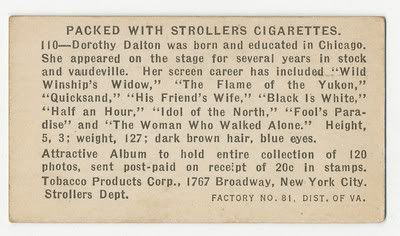 PACKED WITH STROLLERS CIGARETTES.
110—Dorothy Dalton was born and educated in Chicago.
She appeared on the stage for several years in stock
and vaudeville. Her screen career has included "Wild
Winship's Widow," "The Flame of the Yukon,"
"Quicksand," "His Friend's Wife," "Black Is White,"
"Half an Hour," "Idol of the North," "Fool's Para-
dise" and "The Woman Who Walked Alone." Height,
5, 3; weight, 127; dark brown hair, blue eyes.
Attractive Album to hold entire collection of 120
photos, sent post-paid on receipt of 20c in stamps.
Tobacco Products Corp., 1767 Broadway, New York City.
Strollers Dept. FACTORY NO. 81, DIST. OF VA.